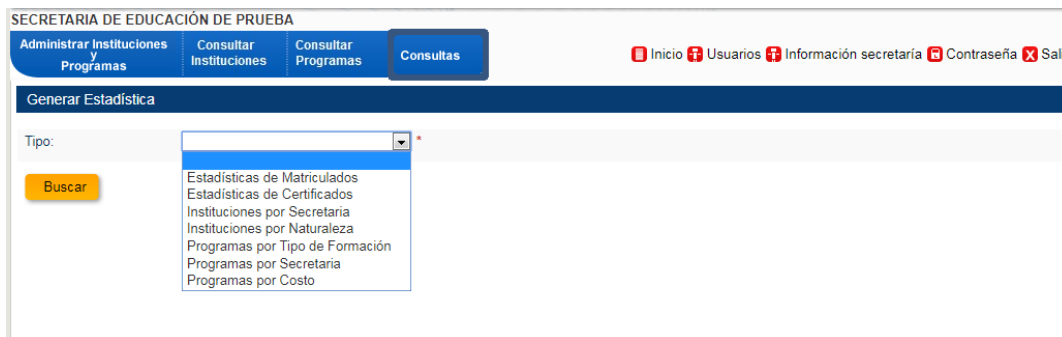 SECRETARIA DE EDUCACIÓN DE PRUEBA
Administrar Instituciones
y
Programas
Consultar
Instituciones
Consultar
Programas
Consultas
Inicio Usuarios Información secretaría Contraseña Sal
Generar Estadística
Tipo: *
Estadísticas de Matriculados
Estadísticas de Certificados
Instituciones por Secretaria
Instituciones por Naturaleza
Programas por Tipo de Formación
Programas por Secretaria
Programas por Costo
Buscar